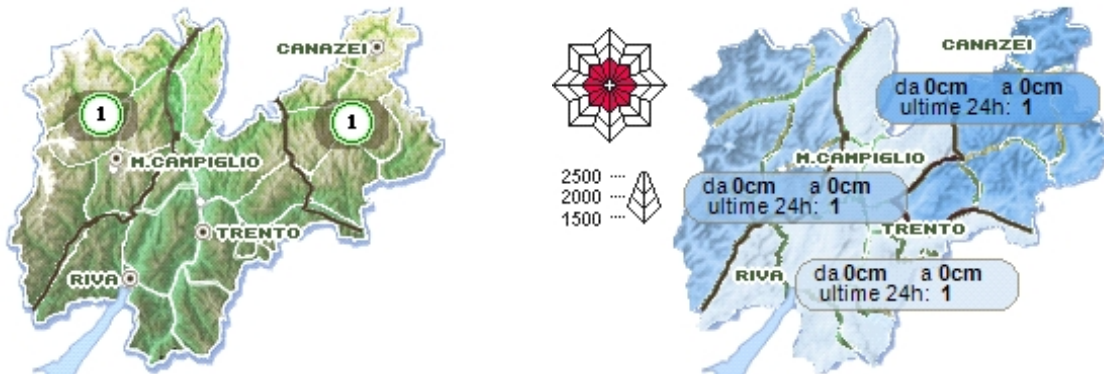 CANAZEI
1
1
M.CAMPIGLIO
TRENTO
RIVA
2500
2000
1500
CANAZEI
da 0cm a 0cm
ultime 24h: 1
M.CAMPIGLIO
da 0cm a 0cm
ultime 24h: 1
TRENTO
RIVA
da 0cm a 0cm
ultime 24h: 1